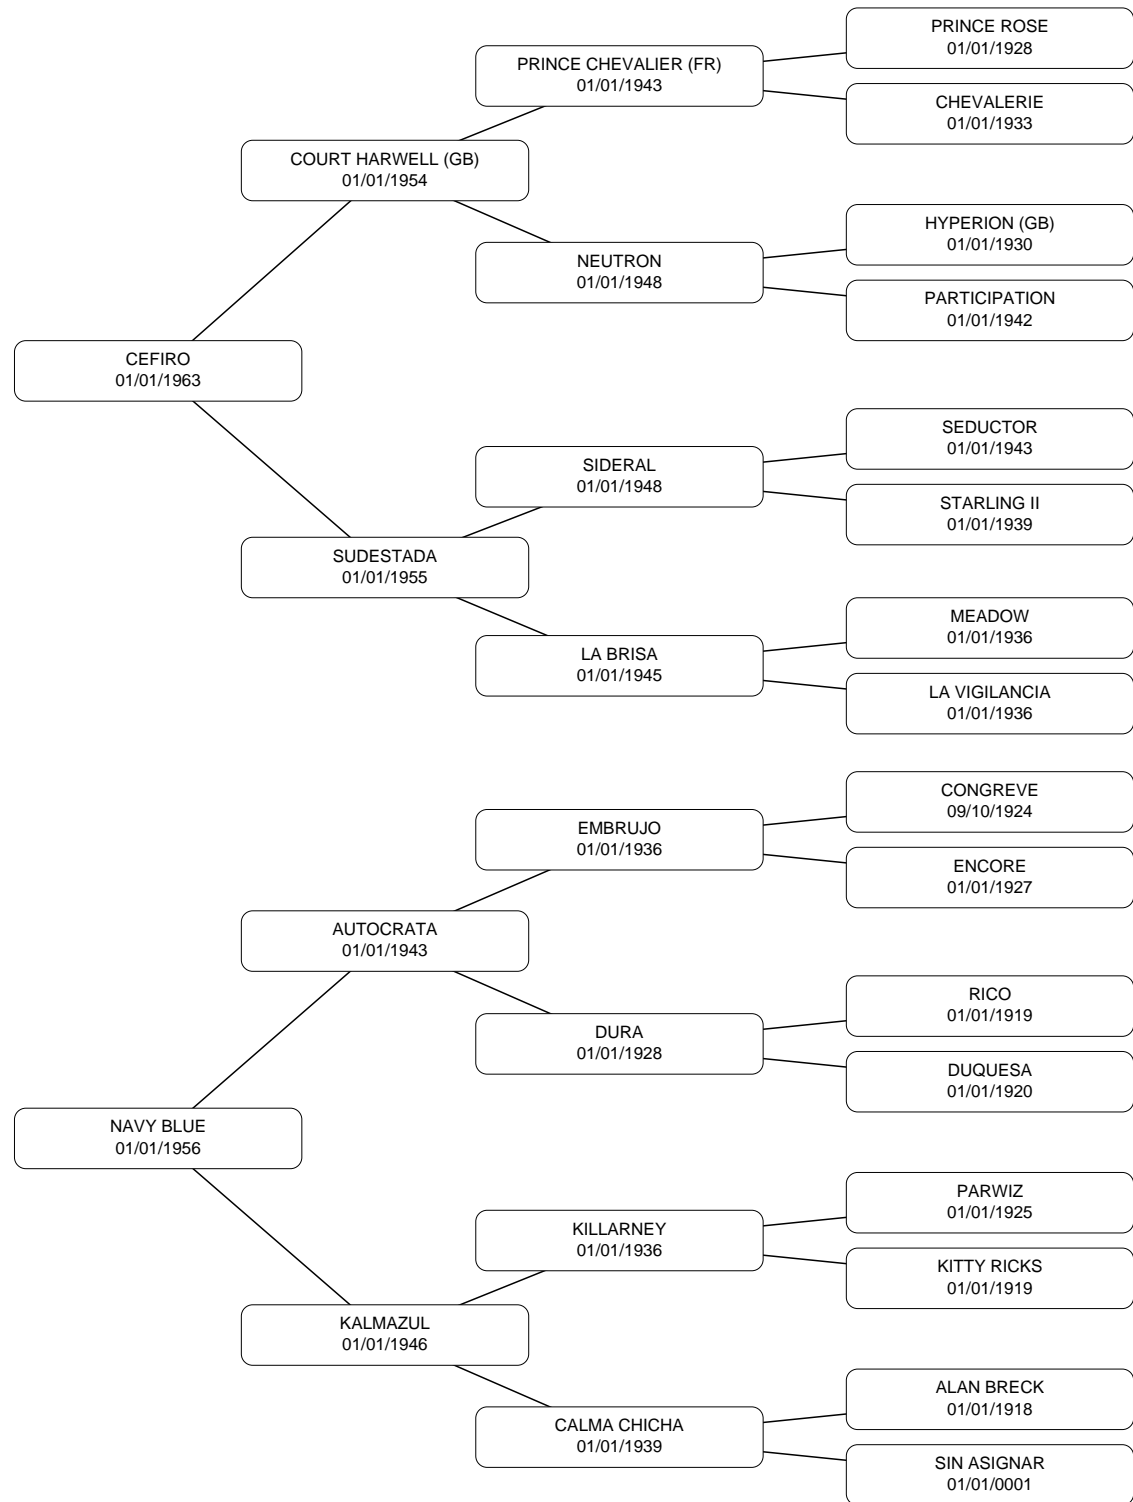 PRINCE ROSE
01/01/1928
PRINCE CHEVALIER (FR)
01/01/1943
CHEVALERIE
01/01/1933
COURT HARWELL (GB)
01/01/1954
HYPERION (GB)
01/01/1930
NEUTRON
01/01/1948
PARTICIPATION
01/01/1942
CEFIRO
01/01/1963
SEDUCTOR
01/01/1943
SIDERAL
01/01/1948
STARLING II
01/01/1939
SUDESTADA
01/01/1955
MEADOW
01/01/1936
LA BRISA
01/01/1945
LA VIGILANCIA
01/01/1936
CONGREVE
09/10/1924
EMBRUJO
01/01/1936
ENCORE
01/01/1927
AUTOCRATA
01/01/1943
RICO
01/01/1919
DURA
01/01/1928
DUQUESA
01/01/1920
NAVY BLUE
01/01/1956
PARWIZ
01/01/1925
KILLARNEY
01/01/1936
KITTY RICKS
01/01/1919
KALMAZUL
01/01/1946
ALAN BRECK
01/01/1918
CALMA CHICHA
01/01/1939
SIN ASIGNAR
01/01/0001